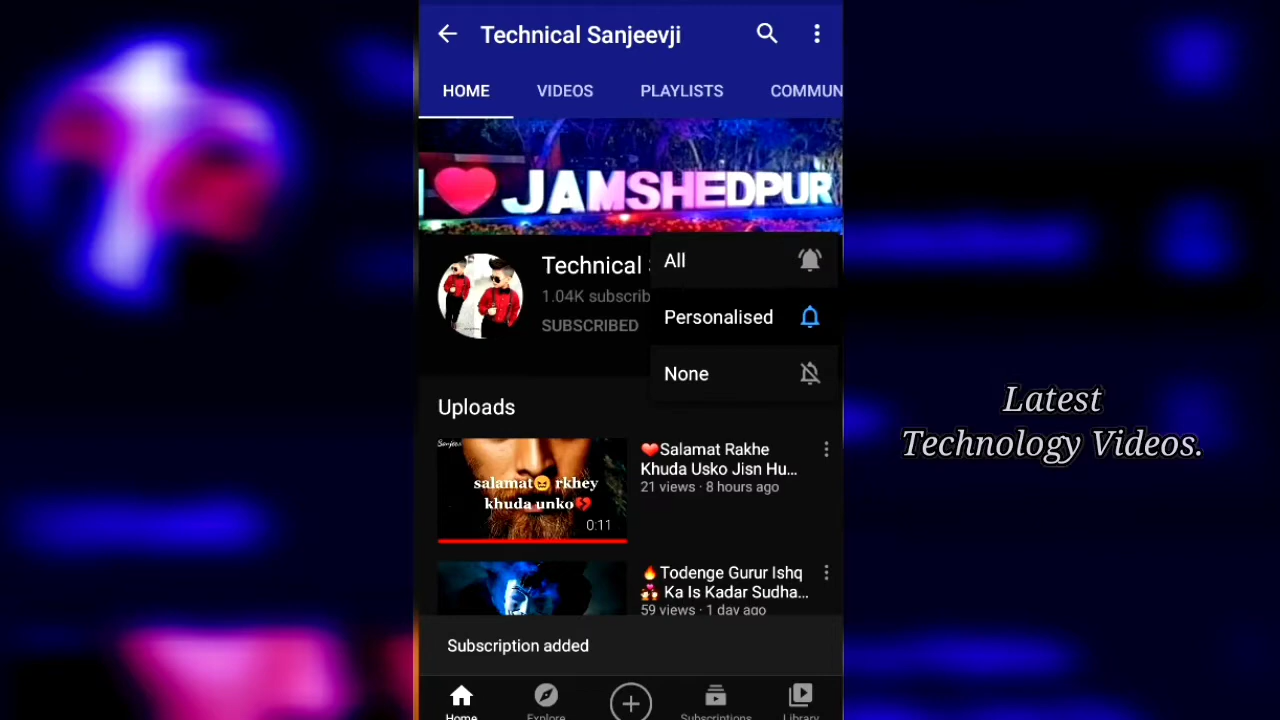 Technical Sanjeevji
HOME VIDEOS PLAYLISTS COMMUN
I ❤ JAMSHEDPUR
Technical
1.04K subscrib
SUBSCRIBED
All
Personalised
None
Uploads
Sanjeev
salamat😆 rkhey
khuda unko💔
0:11
❤️Salamat Rakhe
Khuda Usko Jisn Hu...
21 views · 8 hours ago
🔥Todenge Gurur Ishq
💑 Ka Is Kadar Sudha...
59 views · 1 day ago
Subscription added
Home Explore Subscriptions Library
Latest
Technology Videos.